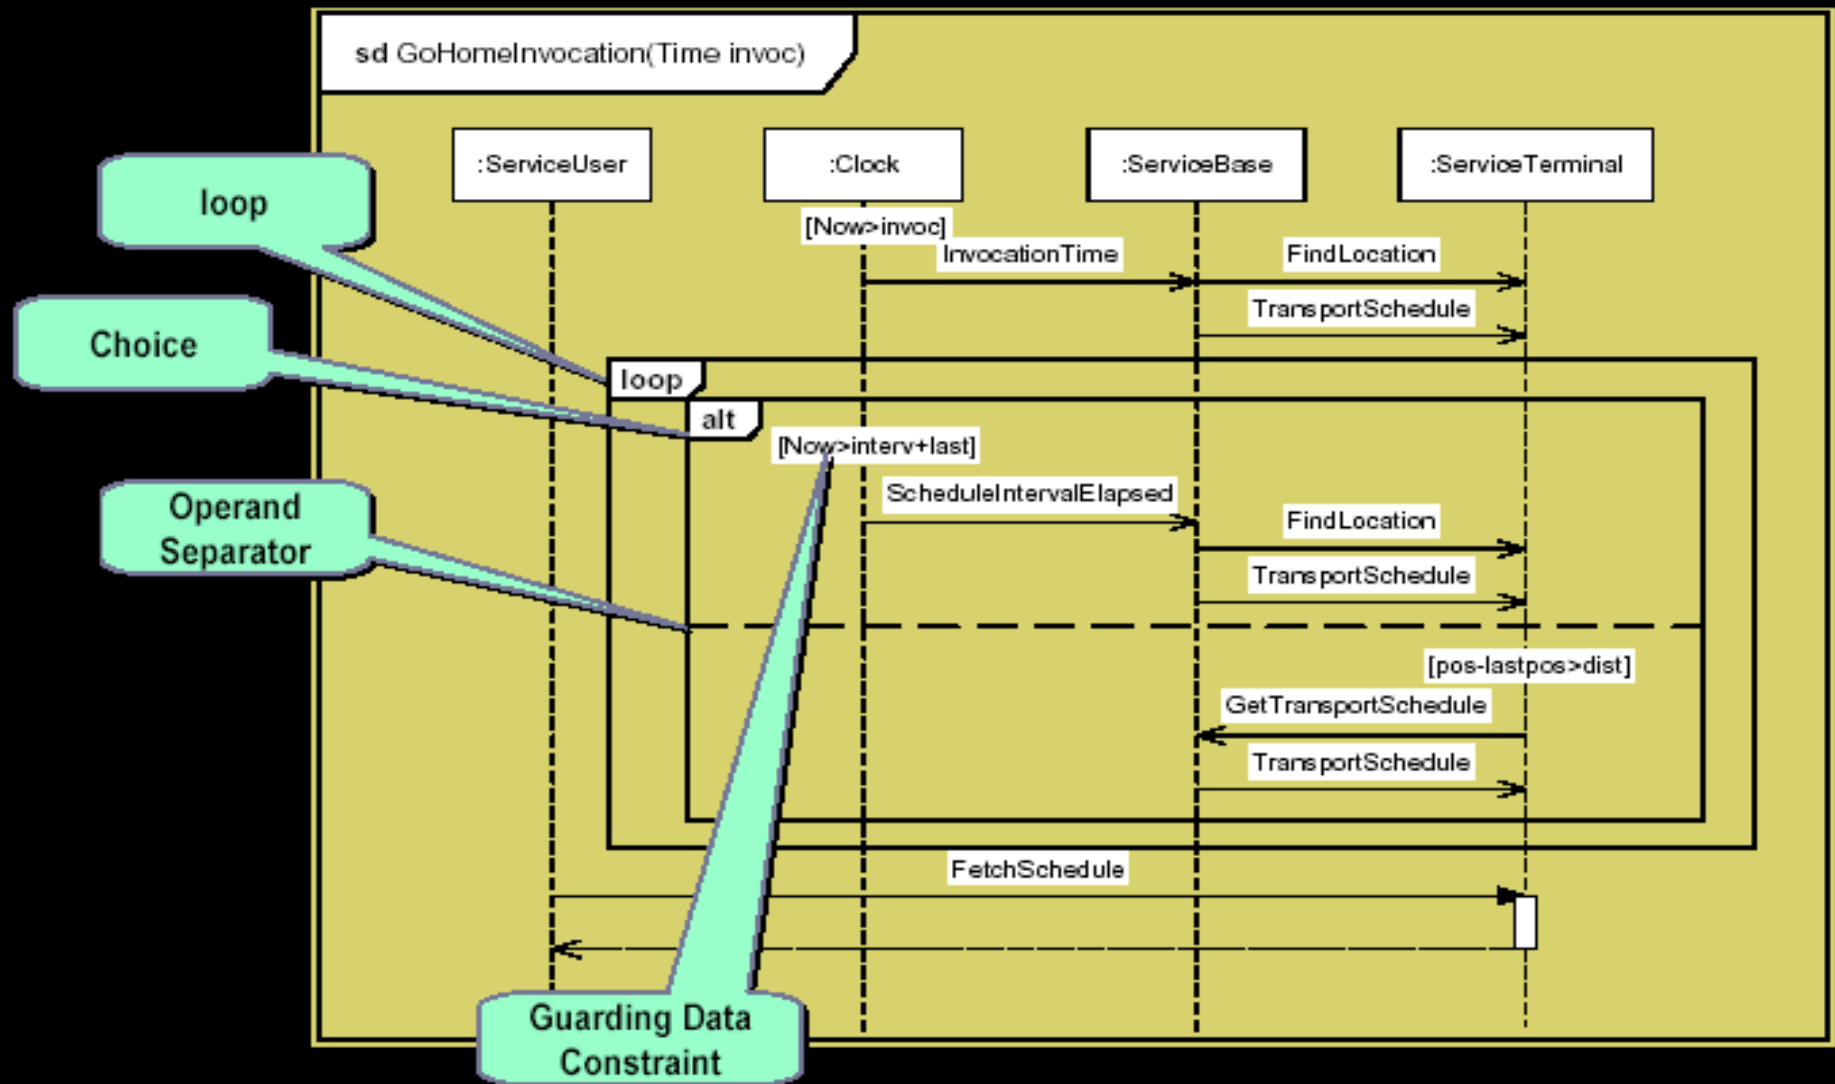 sd GoHomeInvocation(Time invoc)
:ServiceUser
:Clock
:ServiceBase
:ServiceTerminal
loop
[Now>invoc]
InvocationTime
FindLocation
TransportSchedule
Choice
loop
alt
[Now>interv+last]
ScheduleIntervalElapsed
Operand
Separator
FindLocation
TransportSchedule
[pos-lastpos>dist]
GetTransportSchedule
TransportSchedule
FetchSchedule
Guarding Data
Constraint